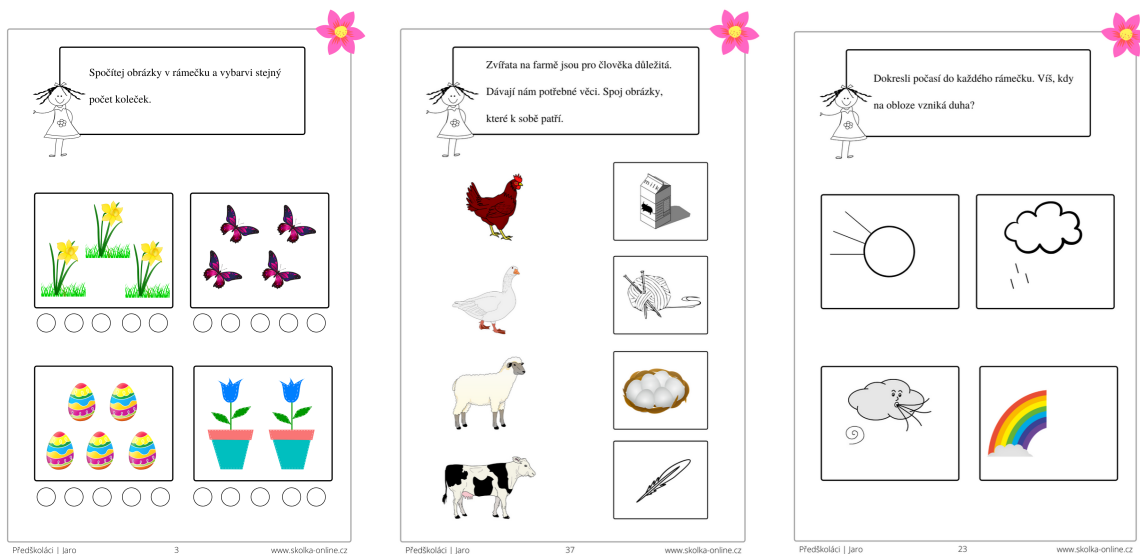 Spočítej obrázky v rámečku a vybarvi stejný
počet koleček.
Předškoláci | Jaro
3
www.skolka-online.cz
Zvířata na farmě jsou pro člověka důležitá.
Dávají nám potřebné věci. Spoj obrázky,
které k sobě patří.
milk
Předškoláci | Jaro
37
www.skolka-online.cz
Dokresli počasí do každého rámečku. Víš, kdy
na obloze vzniká duha?
Předškoláci | Jaro
23
www.skolka-online.cz